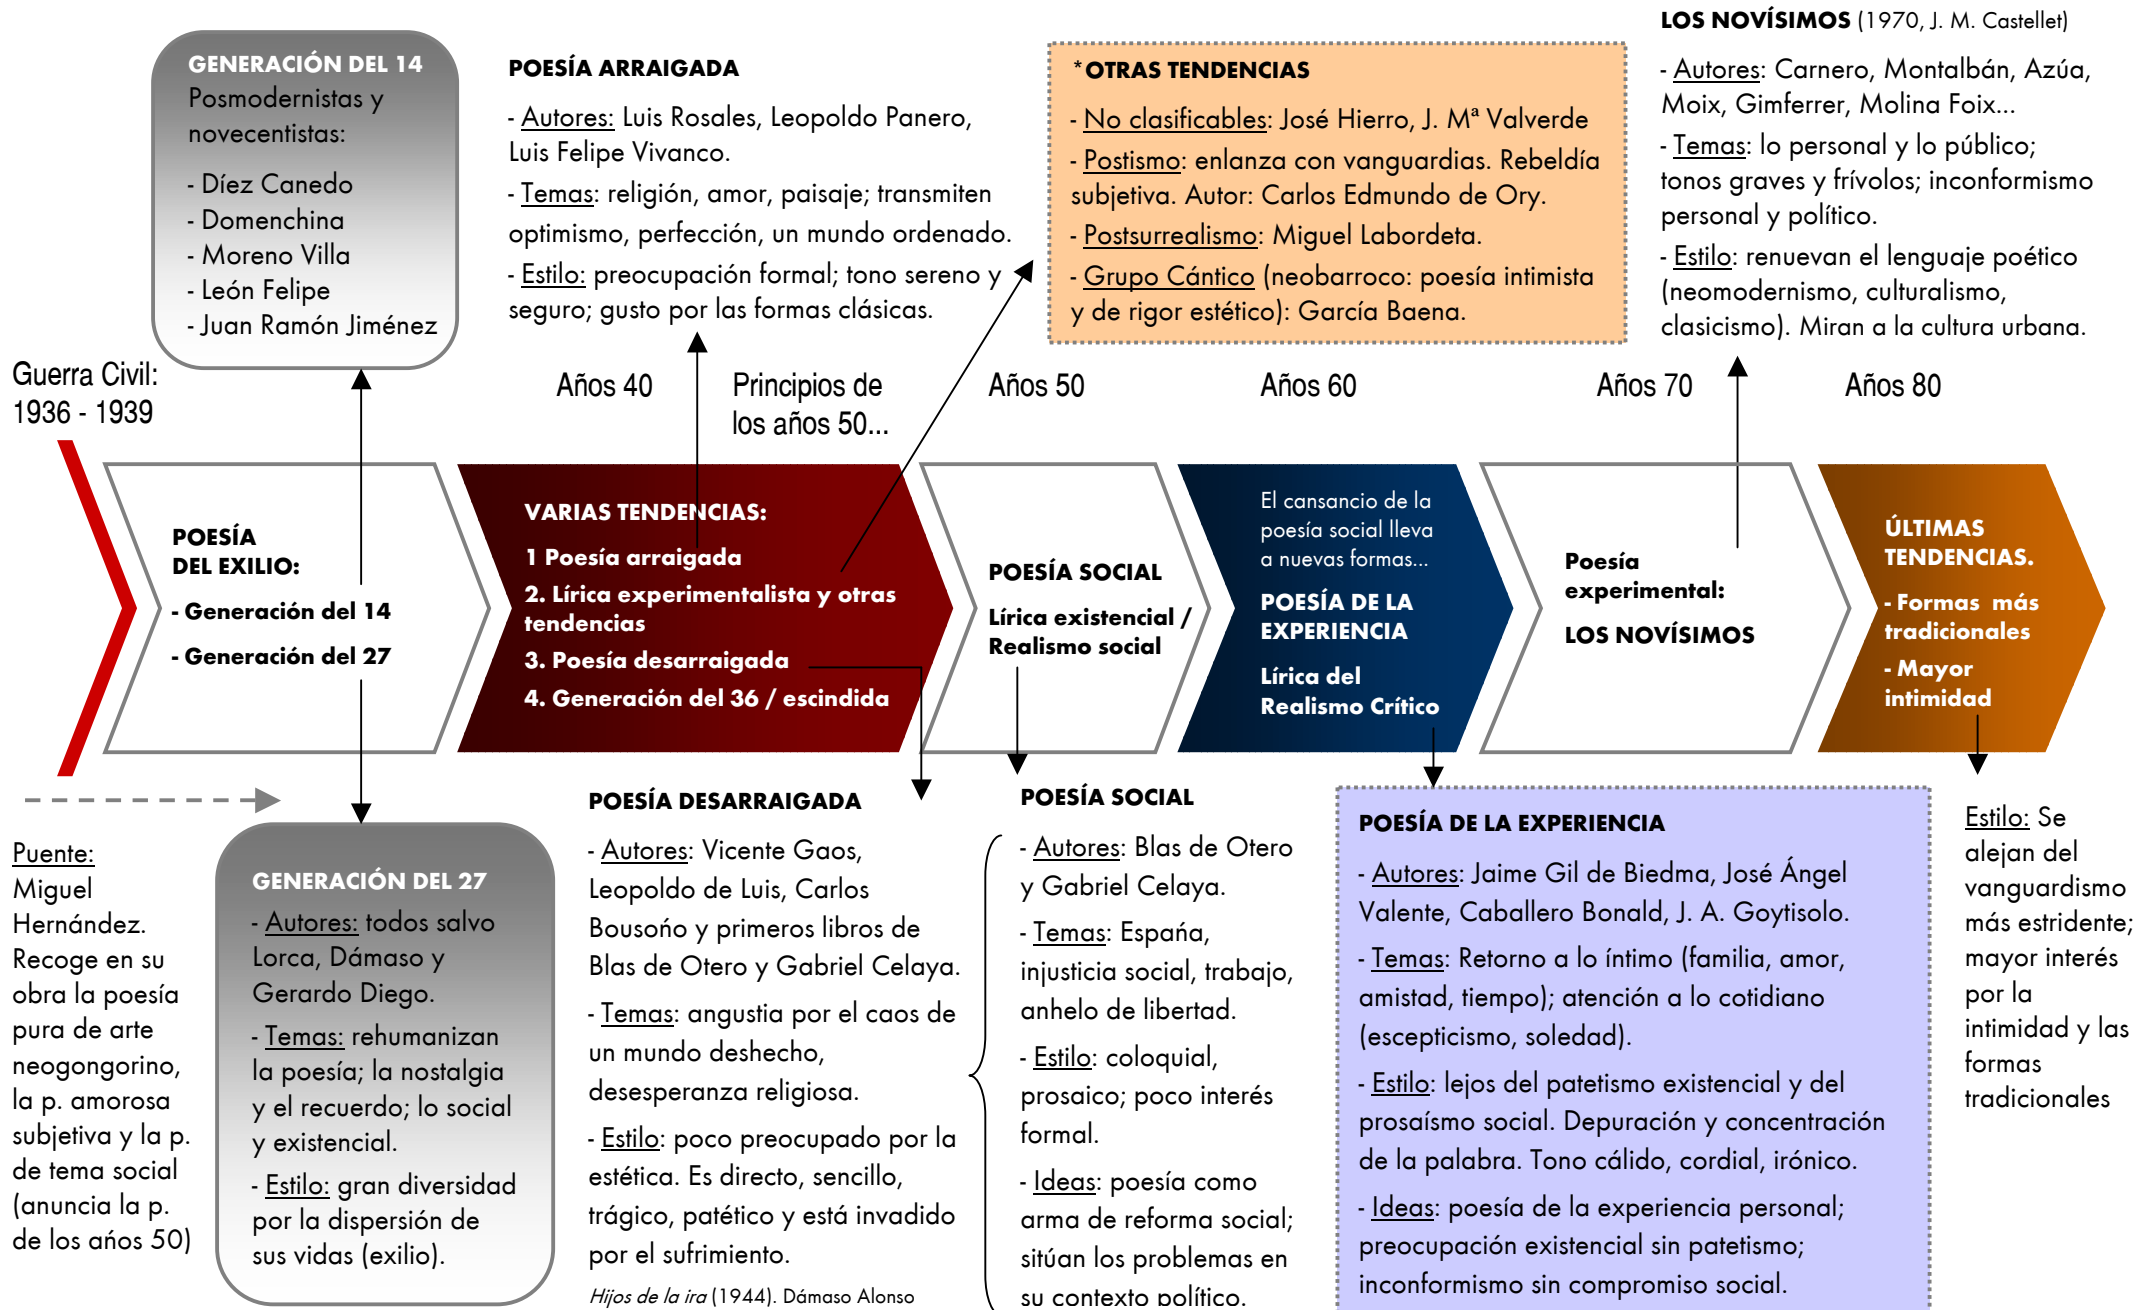 GENERACIÓN DEL 14
Posmodernistas y
novecentistas:
- Díez Canedo
- Domenchina
- Moreno Villa
- León Felipe
- Juan Ramón Jiménez
POESÍA ARRAIGADA
- Autores: Luis Rosales, Leopoldo Panero,
Luis Felipe Vivanco.
- Temas: religión, amor, paisaje; transmiten
optimismo, perfección, un mundo ordenado.
- Estilo: preocupación formal; tono sereno y
seguro; gusto por las formas clásicas.
*OTRAS TENDENCIAS
- No clasificables: José Hierro, J. Mª Valverde
- Postismo: enlanza con vanguardias. Rebeldía
subjetiva. Autor: Carlos Edmundo de Ory.
- Postsurrealismo: Miguel Labordeta.
- Grupo Cántico (neobarroco: poesía intimista
y de rigor estético): García Baena.
LOS NOVÍSIMOS (1970, J. M. Castellet)
- Autores: Carnero, Montalbán, Azúa,
Moix, Gimferrer, Molina Foix...
- Temas: lo personal y lo público;
tonos graves y frívolos; inconformismo
personal y político.
- Estilo: renuevan el lenguaje poético
(neomodernismo, culturalismo,
clasicismo). Miran a la cultura urbana.
Guerra Civil:
1936 - 1939
Años 40
Principios de
los años 50...
Años 50
Años 60
Años 70
Años 80
POESÍA
DEL EXILIO:
- Generación del 14
- Generación del 27
VARIAS TENDENCIAS:
1 Poesía arraigada
2. Lírica experimentalista y otras
tendencias
3. Poesía desarraigada
4. Generación del 36 / escindida
POESÍA SOCIAL
Lírica existencial /
Realismo social
El cansancio de la
poesía social lleva
a nuevas formas...
POESÍA DE LA
EXPERIENCIA
Lírica del
Realismo Crítico
Poesía
experimental:
LOS NOVÍSIMOS
ÚLTIMAS
TENDENCIAS.
- Formas más
tradicionales
- Mayor
intimidad
Puente:
Miguel
Hernández.
Recoge en su
obra la poesía
pura de arte
neogongorino,
la p. amorosa
subjetiva y la p.
de tema social
(anuncia la p.
de los ańos 50)
GENERACIÓN DEL 27
- Autores: todos salvo
Lorca, Dámaso y
Gerardo Diego.
- Temas: rehumanizan
la poesía; la nostalgia
y el recuerdo; lo social
y existencial.
- Estilo: gran diversidad
por la dispersión de
sus vidas (exilio).
POESÍA DESARRAIGADA
- Autores: Vicente Gaos,
Leopoldo de Luis, Carlos
Bousońo y primeros libros de
Blas de Otero y Gabriel Celaya.
- Temas: angustia por el caos de
un mundo deshecho,
desesperanza religiosa.
- Estilo: poco preocupado por la
estética. Es directo, sencillo,
trágico, patético y está invadido
por el sufrimiento.
Hijos de la ira (1944). Dámaso Alonso
POESÍA SOCIAL
- Autores: Blas de Otero
y Gabriel Celaya.
- Temas: Espańa,
injusticia social, trabajo,
anhelo de libertad.
- Estilo: coloquial,
prosaico; poco interés
formal.
- Ideas: poesía como
arma de reforma social;
sitúan los problemas en
su contexto político.
POESÍA DE LA EXPERIENCIA
- Autores: Jaime Gil de Biedma, José Ángel
Valente, Caballero Bonald, J. A. Goytisolo.
- Temas: Retorno a lo íntimo (familia, amor,
amistad, tiempo); atención a lo cotidiano
(escepticismo, soledad).
- Estilo: lejos del patetismo existencial y del
prosaísmo social. Depuración y concentración
de la palabra. Tono cálido, cordial, irónico.
- Ideas: poesía de la experiencia personal;
preocupación existencial sin patetismo;
inconformismo sin compromiso social.
Estilo: Se
alejan del
vanguardismo
más estridente;
mayor interés
por la
intimidad y las
formas
tradicionales